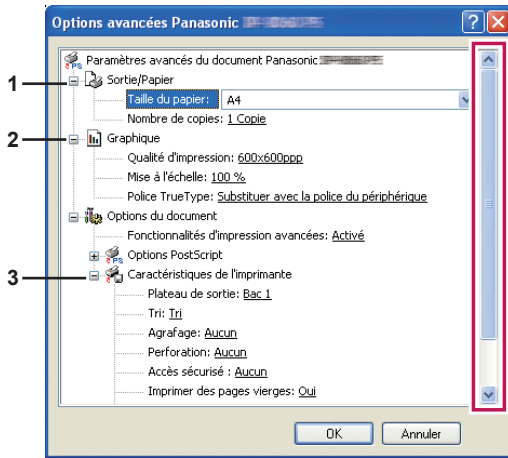 Options avancées Panasonic
Paramètres avancés du document Panasonic
1
Sortie/Papier
Taille du papier: A4
Nombre de copies: 1 Copie
2
Graphique
Qualité d'impression: 600x600ppp
Mise à l'échelle: 100 %
Police TrueType: Substituer avec la police du périphérique
Options du document
Fonctionnalités d'impression avancées: Activé
Options PostScript
3
Caractéristiques de l'imprimante
Plateau de sortie: Bac 1
Tri: Tri
Agrafage: Aucun
Perforation: Aucun
Accès sécurisé : Aucun
Imprimer des pages vierges: Oui
OK
Annuler